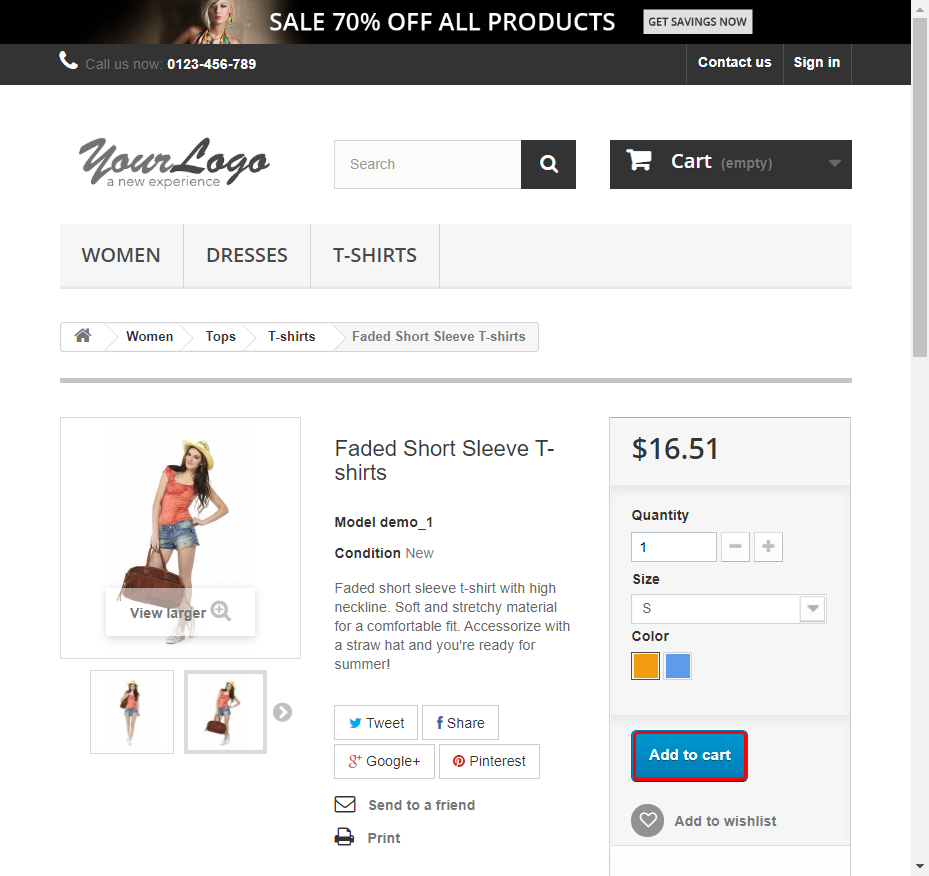 SALE 70% OFF ALL PRODUCTS GET SAVINGS NOW
Call us now: 0123-456-789 Contact us Sign in
YourLogo
a new experience
Search
Cart (empty)
WOMEN DRESSES T-SHIRTS
Women Tops T-shirts Faded Short Sleeve T-shirts
View larger
Faded Short Sleeve T-
shirts
Model demo_1
Condition New
Faded short sleeve t-shirt with high
neckline. Soft and stretchy material
for a comfortable fit. Accessorize with
a straw hat and you're ready for
summer!
Tweet Share
Google+ Pinterest
Send to a friend
Print
$16.51
Quantity
1
Size
S
Color
Add to cart
Add to wishlist